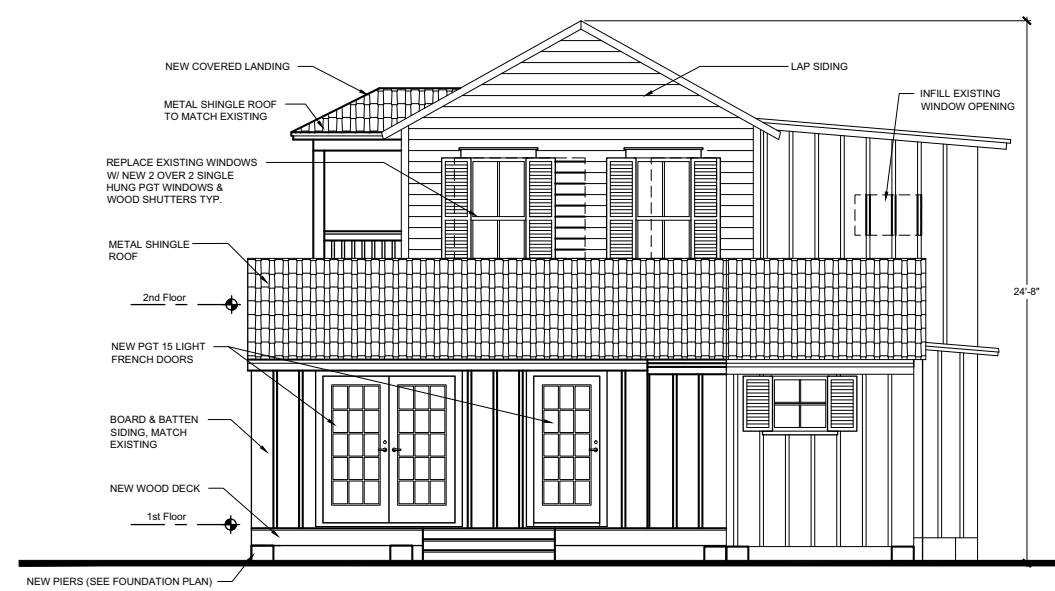 NEW COVERED LANDING
METAL SHINGLE ROOF
TO MATCH EXISTING
REPLACE EXISTING WINDOWS
W/ NEW 2 OVER 2 SINGLE
HUNG PGT WINDOWS &
WOOD SHUTTERS TYP.
METAL SHINGLE
ROOF
2nd Floor
NEW PGT 15 LIGHT
FRENCH DOORS
BOARD & BATTEN
SIDING, MATCH
EXISTING
NEW WOOD DECK
1st Floor
NEW PIERS (SEE FOUNDATION PLAN)
LAP SIDING
INFILL EXISTING
WINDOW OPENING
24'-8"